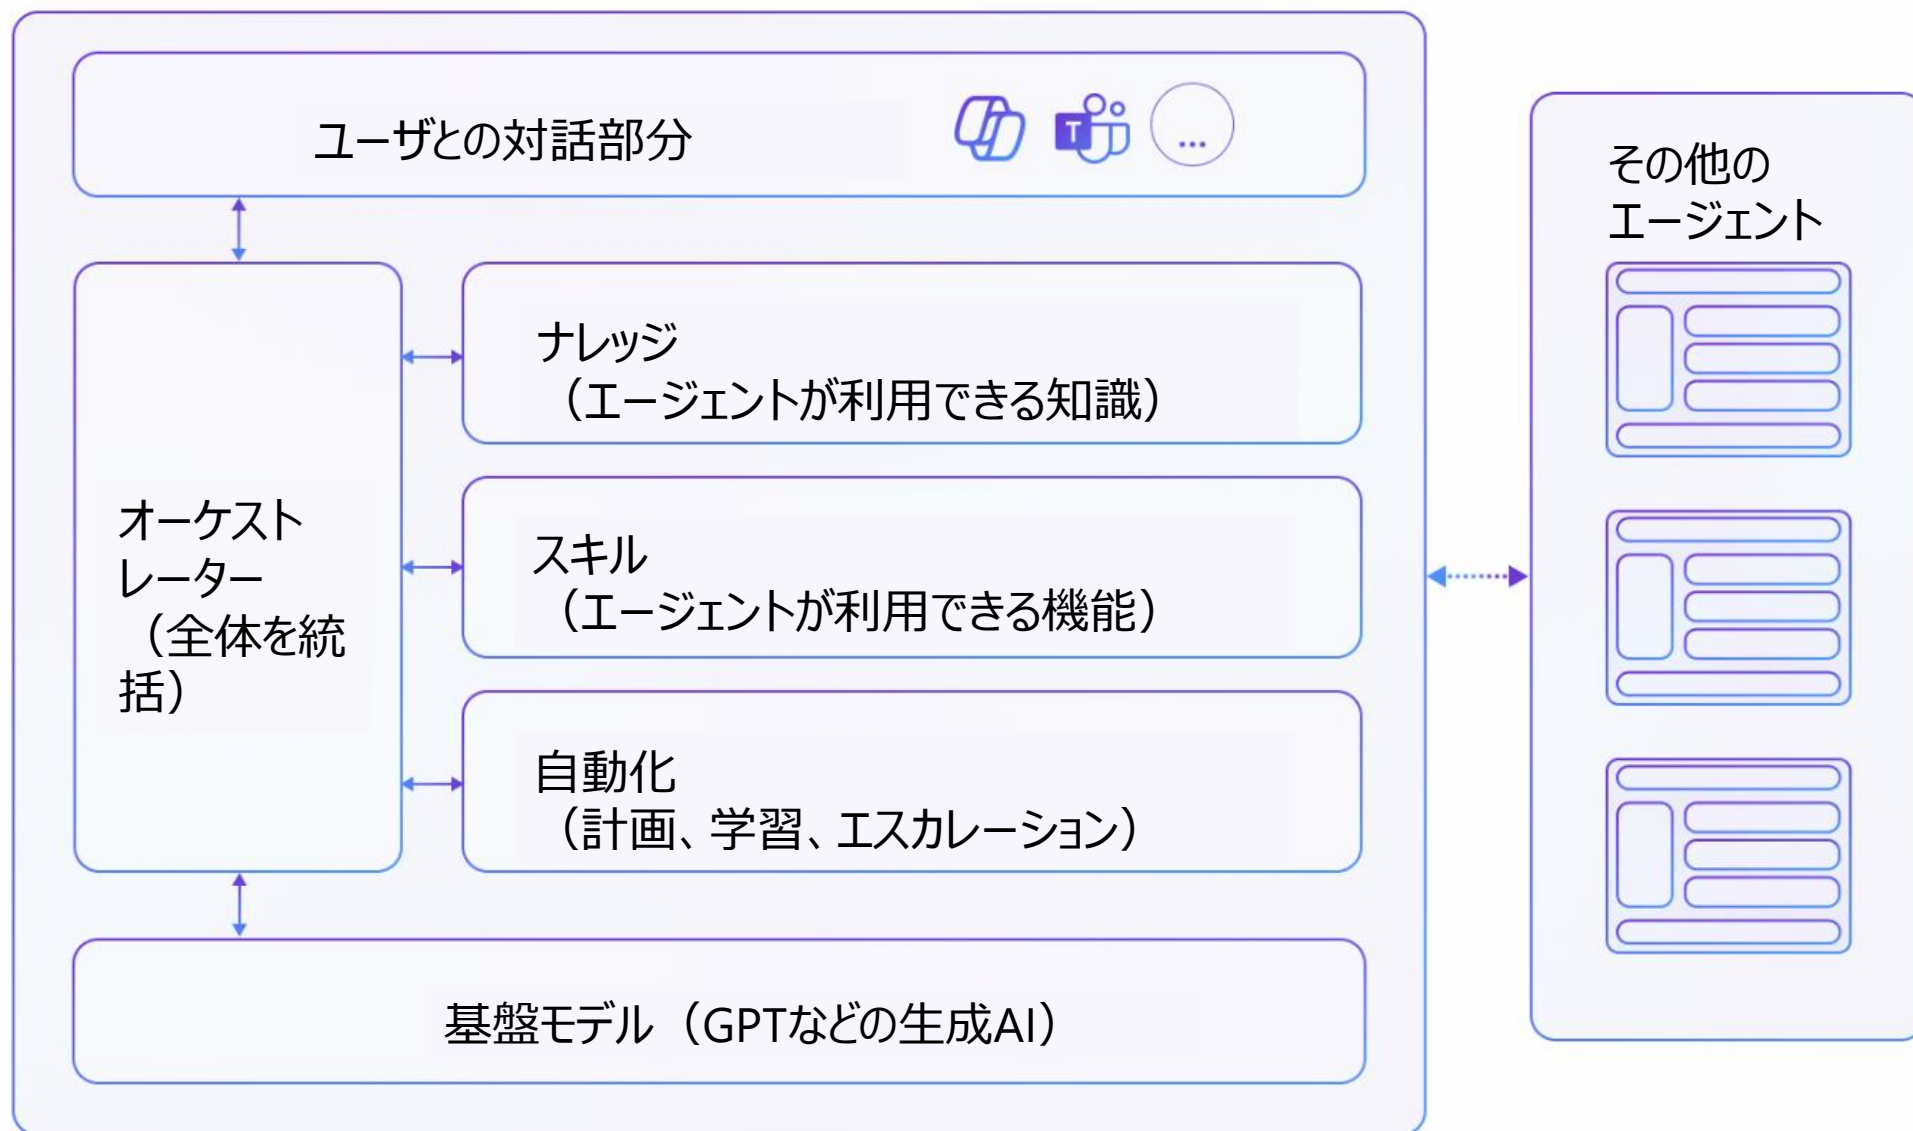 ユーザとの対話部分
T
...
その他の
エージェント
オーケスト
レーター
（全体を統
括）
ナレッジ
（エージェントが利用できる知識）
スキル
（エージェントが利用できる機能）
自動化
（計画、学習、エスカレーション）
基盤モデル（GPTなどの生成AI）